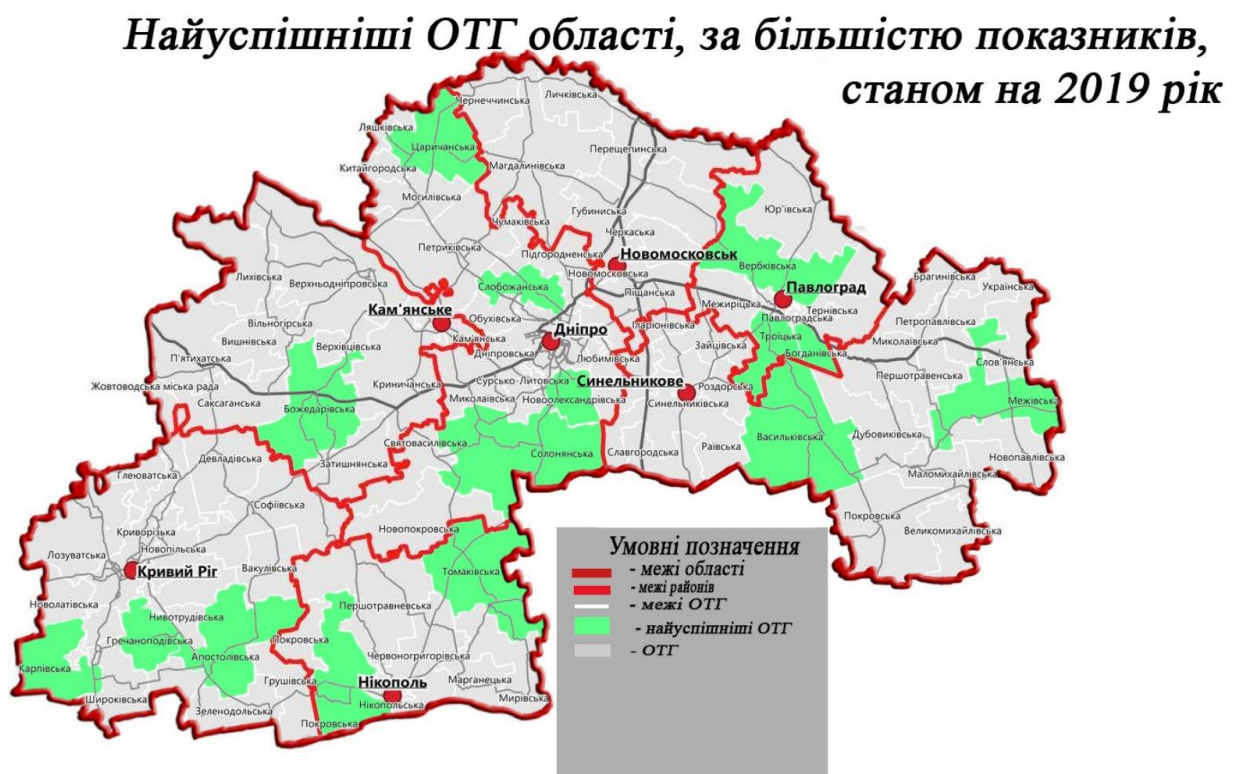 Найуспішніші ОТГ області, за більшістю показників,
станом на 2019 рік
Чернеччинська
Личківська
Ляшківська
Царичанська
Перещепинська
Китайгородська
Магдалинівська
Могилівська
Юр'ївська
Губиниська
Чумаківська
Черкаська
Петриківська
Підгородненська
Новомосковськ
Новомосковська
Вербківська
Лихівська
Верхньодніпровська
Слобожанська
Піщанська
Межиріцька
Павлоград
Брагинівська
Українська
Кам'янське
Обухівська
Тернівська
Павлоградська
Вільногірська
Іларіонівська
Петропавлівська
Вишнівська
Верхівцівська
Кам'янська
Дніпро
Троїцька
Миколаївська
Дніпровська
Зайцівська
Богданівська
П'ятихатська
Любимівська
Слов'янська
Жовтоводська міська рада
Криничанська
Сурсько-Литовська
Синельникове
Роздорська
Першотравенська
Саксаганська
Миколаївська
Новоолександрівська
Синельниківська
Межівська
Божедарівська
Святовасилівська
Васильківська
Дубовиківська
Девладівська
Затишнянська
Солонянська
Славгородська
Раївська
Новопавлівська
Глеюватська
Маломихайлівська
Софіївська
Покровська
Криворізька
Новопокровська
Великомихайлівська
Лозуватська
Новопільська
Кривий Ріг
Вакулівська
Томаківська
Новолатівська
Нивотрудівська
Першотравневська
Гречаноподівська
Покровська
Карпівська
Апостолівська
Червоногригорівська
Широківська
Грушівська
Нікополь
Марганецька
Зеленодольська
Нікопольська
Мирівська
Покровська
Умовні позначення
- межі області
- межі районів
- межі ОТГ
- найуспішніші ОТГ
- ОТГ